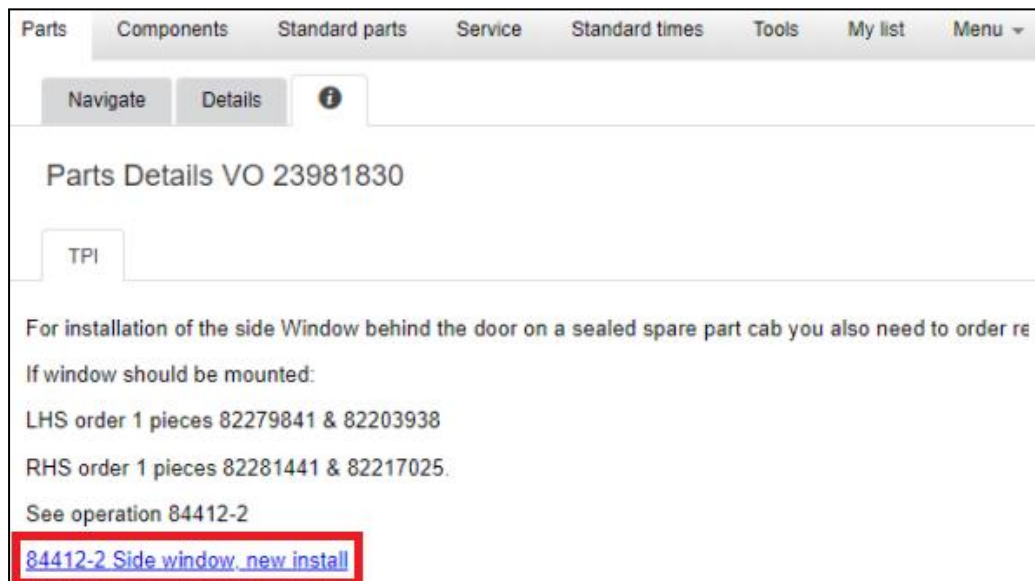 Parts Components Standard parts Service Standard times Tools My list Menu
Navigate Details
Parts Details VO 23981830
TPI
For installation of the side Window behind the door on a sealed spare part cab you also need to order re
If window should be mounted:
LHS order 1 pieces 82279841 & 82203938
RHS order 1 pieces 82281441 & 82217025.
See operation 84412-2
84412-2 Side window, new install